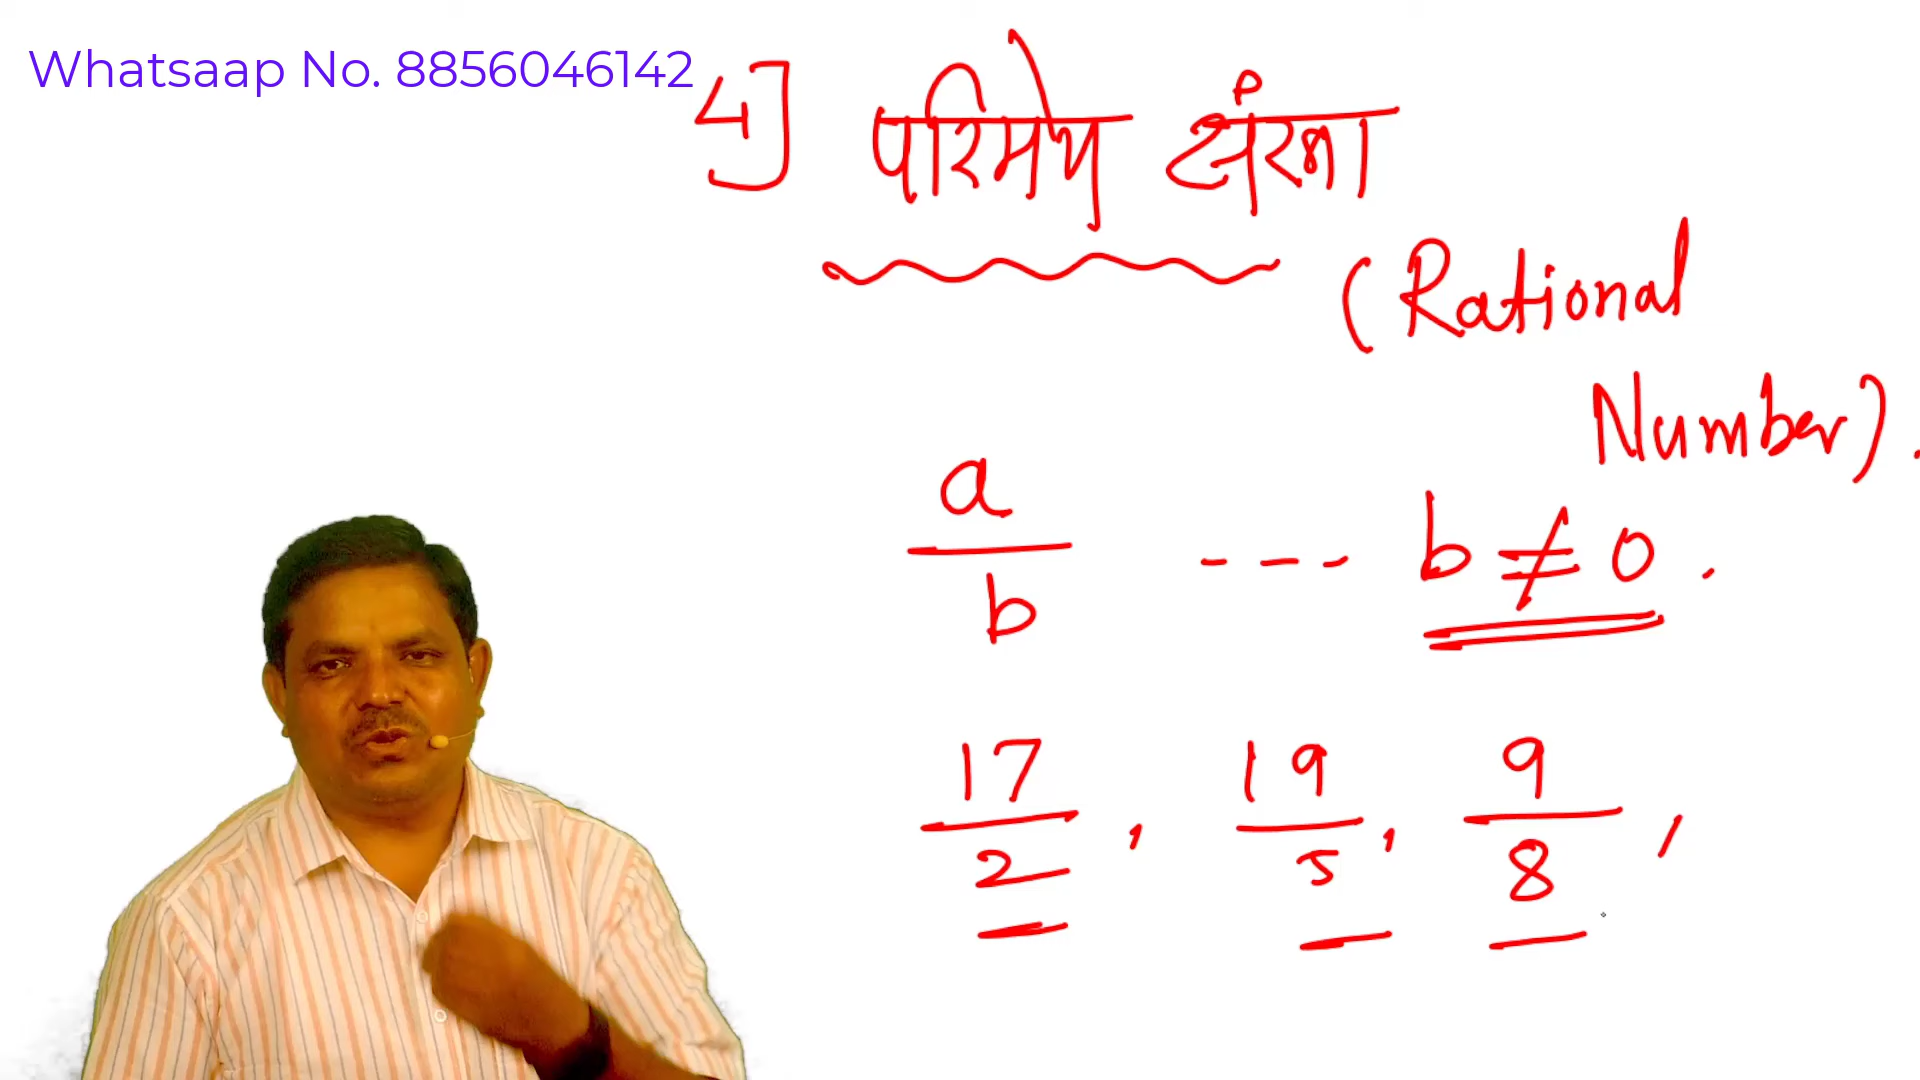 Whatsaap No. 8856046142
4] परिमेय संख्या
(Rational
Number).
a/b ---- b ≠ 0.
17/2, 19/5, 9/8,